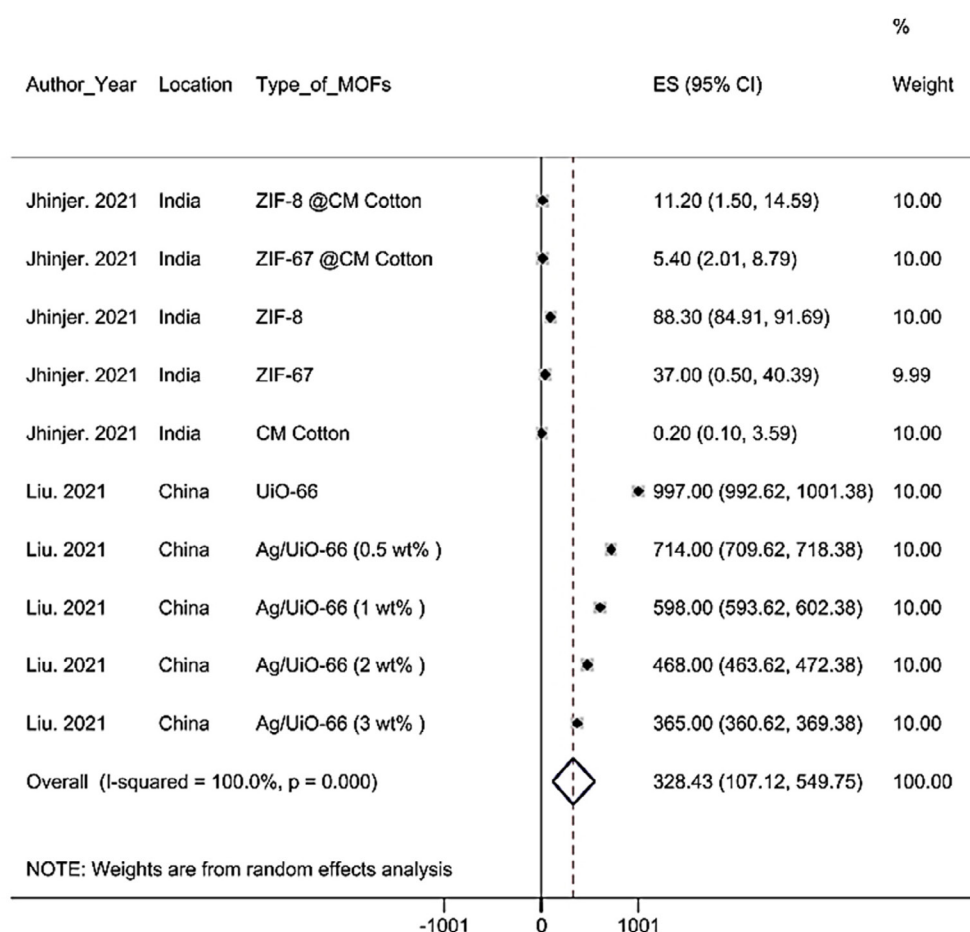 %
Author_Year Location Type_of_MOFs ES (95% CI) Weight
Jhinjer. 2021 India ZIF-8 @CM Cotton 11.20 (1.50, 14.59) 10.00
Jhinjer. 2021 India ZIF-67 @CM Cotton 5.40 (2.01, 8.79) 10.00
Jhinjer. 2021 India ZIF-8 88.30 (84.91, 91.69) 10.00
Jhinjer. 2021 India ZIF-67 37.00 (0.50, 40.39) 9.99
Jhinjer. 2021 India CM Cotton 0.20 (0.10, 3.59) 10.00
Liu. 2021 China UiO-66 997.00 (992.62, 1001.38) 10.00
Liu. 2021 China Ag/UiO-66 (0.5 wt% ) 714.00 (709.62, 718.38) 10.00
Liu. 2021 China Ag/UiO-66 (1 wt% ) 598.00 (593.62, 602.38) 10.00
Liu. 2021 China Ag/UiO-66 (2 wt% ) 468.00 (463.62, 472.38) 10.00
Liu. 2021 China Ag/UiO-66 (3 wt% ) 365.00 (360.62, 369.38) 10.00
Overall (I-squared = 100.0%, p = 0.000) 328.43 (107.12, 549.75) 100.00
NOTE: Weights are from random effects analysis
-1001 0 1001